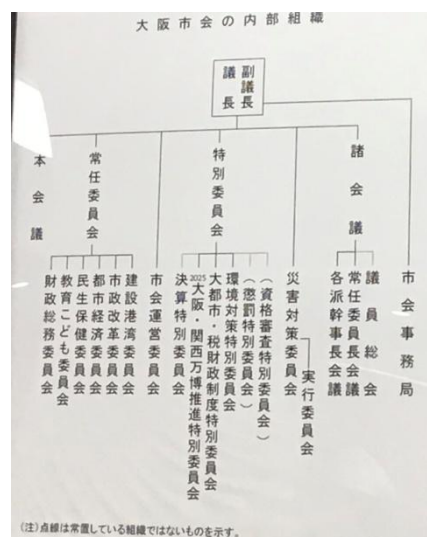 大阪市会の内部組織
議長
副議長
本会議
常任委員会
財政総務委員会
教育こども委員会
民生保健委員会
都市経済委員会
市政改革委員会
建設港湾委員会
市会運営委員会
特別委員会
決算特別委員会
2025大阪・関西万博推進特別委員会
大都市・税財政制度特別委員会
環境対策特別委員会
(懲罰特別委員会)
(資格審査特別委員会)
災害対策委員会
実行委員会
諸会議
各派幹事長会議
常任委員長会議
議員総会
市会事務局
(注)点線は常置している組織ではないものを示す。